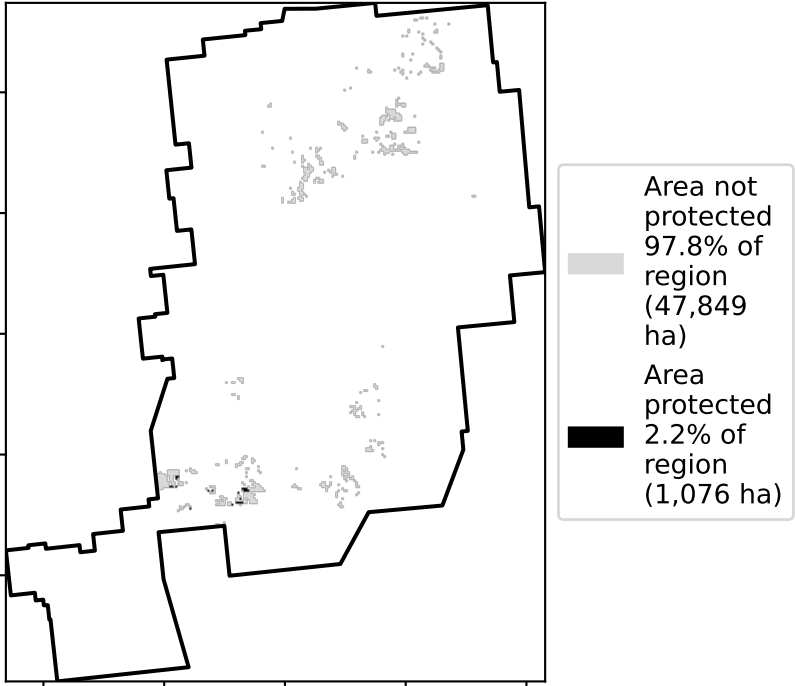 Area not
protected
97.8% of
region
(47,849
ha)
Area
protected
2.2% of
region
(1,076 ha)